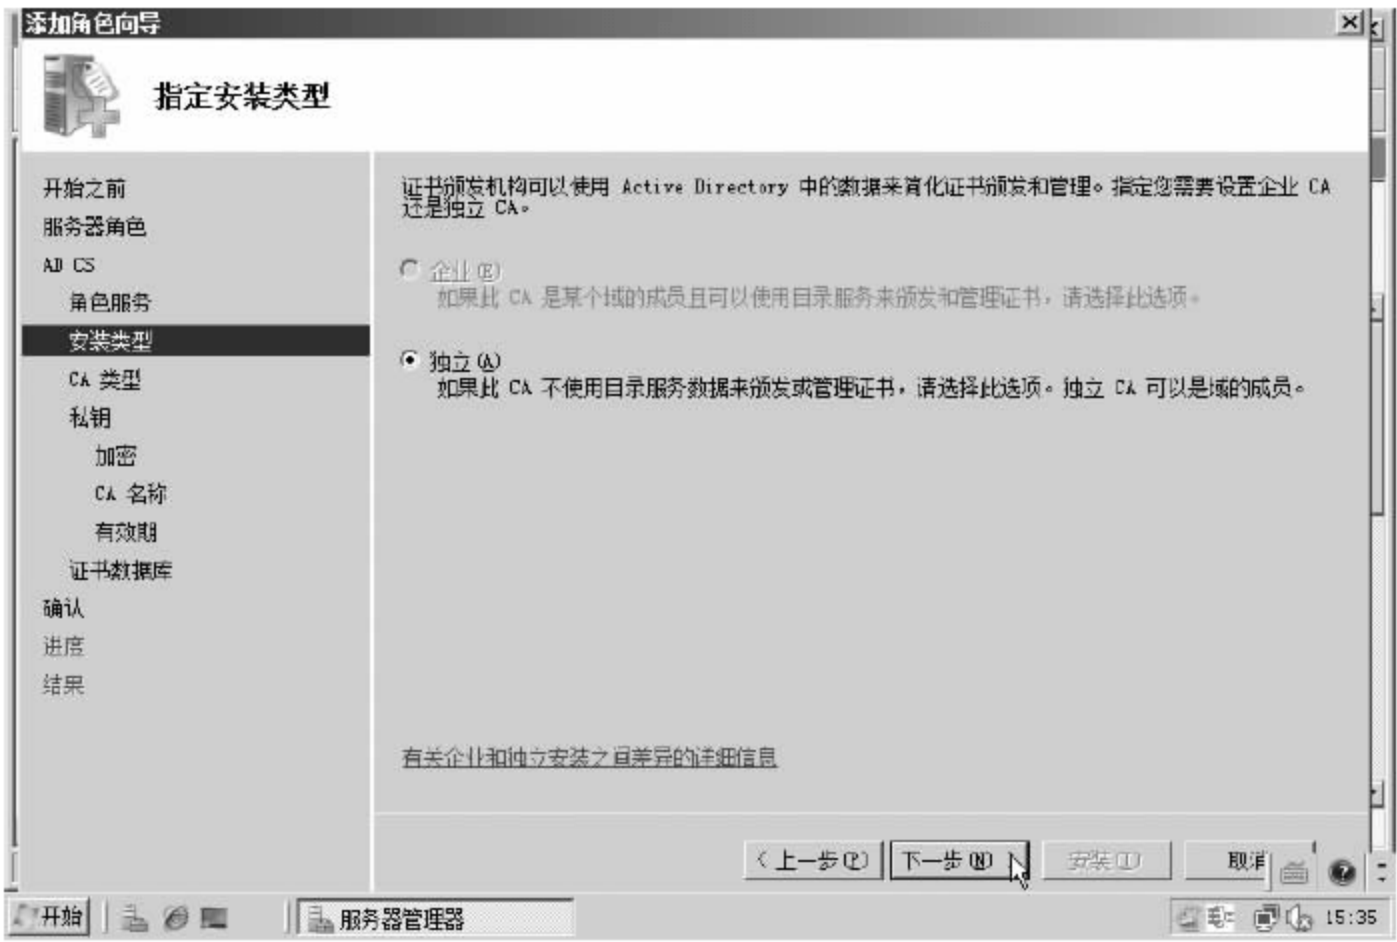 添加角色向导
指定安装类型
开始之前
服务器角色
AD CS
角色服务
安装类型
CA 类型
私钥
加密
CA 名称
有效期
证书数据库
确认
进度
结果
证书颁发机构可以使用 Active Directory 中的数据来简化证书颁发和管理。指定您需要设置企业 CA
还是独立 CA。
企业(E)
如果此 CA 是某个域的成员且可以使用目录服务来颁发和管理证书，请选择此选项。
独立(A)
如果此 CA 不使用目录服务数据来颁发或管理证书，请选择此选项。独立 CA 可以是域的成员。
有关企业和独立安装之间差异的详细信息
< 上一步(P)
下一步(N) >
安装(I)
取消
开始
服务器管理器
15:35